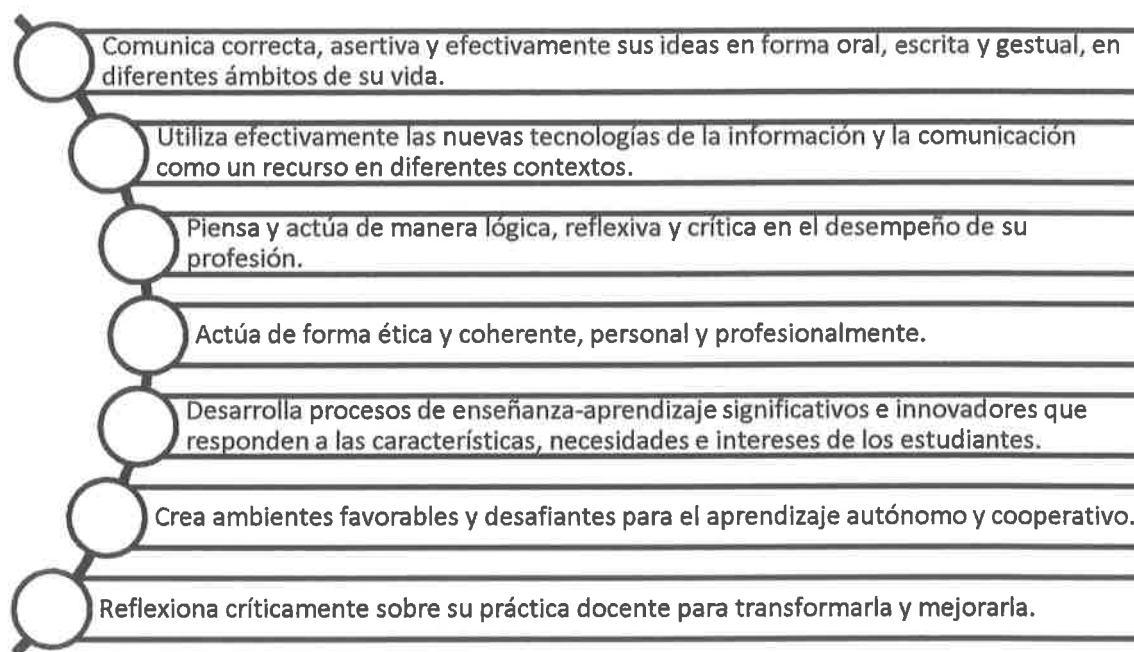 Comunica correcta, asertiva y efectivamente sus ideas en forma oral, escrita y gestual, en
diferentes ámbitos de su vida.
Utiliza efectivamente las nuevas tecnologías de la información y la comunicación
como un recurso en diferentes contextos.
Piensa y actúa de manera lógica, reflexiva y crítica en el desempeño de su
profesión.
Actúa de forma ética y coherente, personal y profesionalmente.
Desarrolla procesos de enseñanza-aprendizaje significativos e innovadores que
responden a las características, necesidades e intereses de los estudiantes.
Crea ambientes favorables y desafiantes para el aprendizaje autónomo y cooperativo.
Reflexiona críticamente sobre su práctica docente para transformarla y mejorarla.